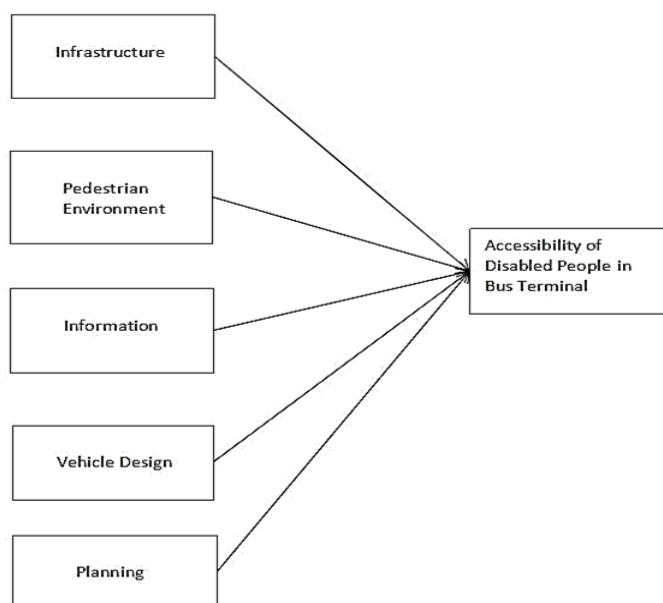 Infrastructure
Pedestrian
Environment
Information
Vehicle Design
Planning
Accessibility of
Disabled People in
Bus Terminal